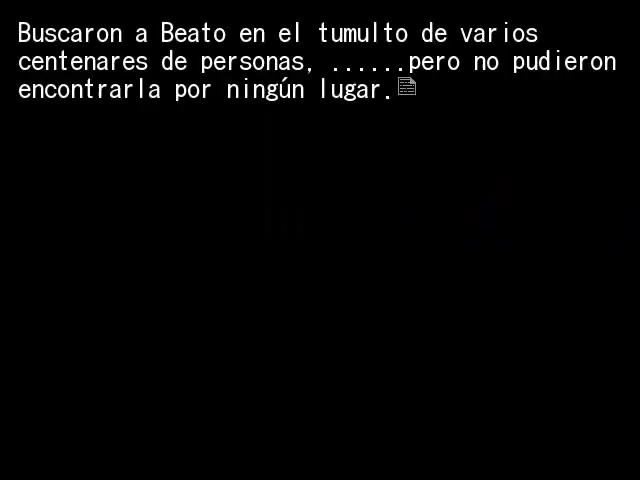 Buscaron a Beato en el tumulto de varios
centenares de personas, ......pero no pudieron
encontrarla por ningún lugar.